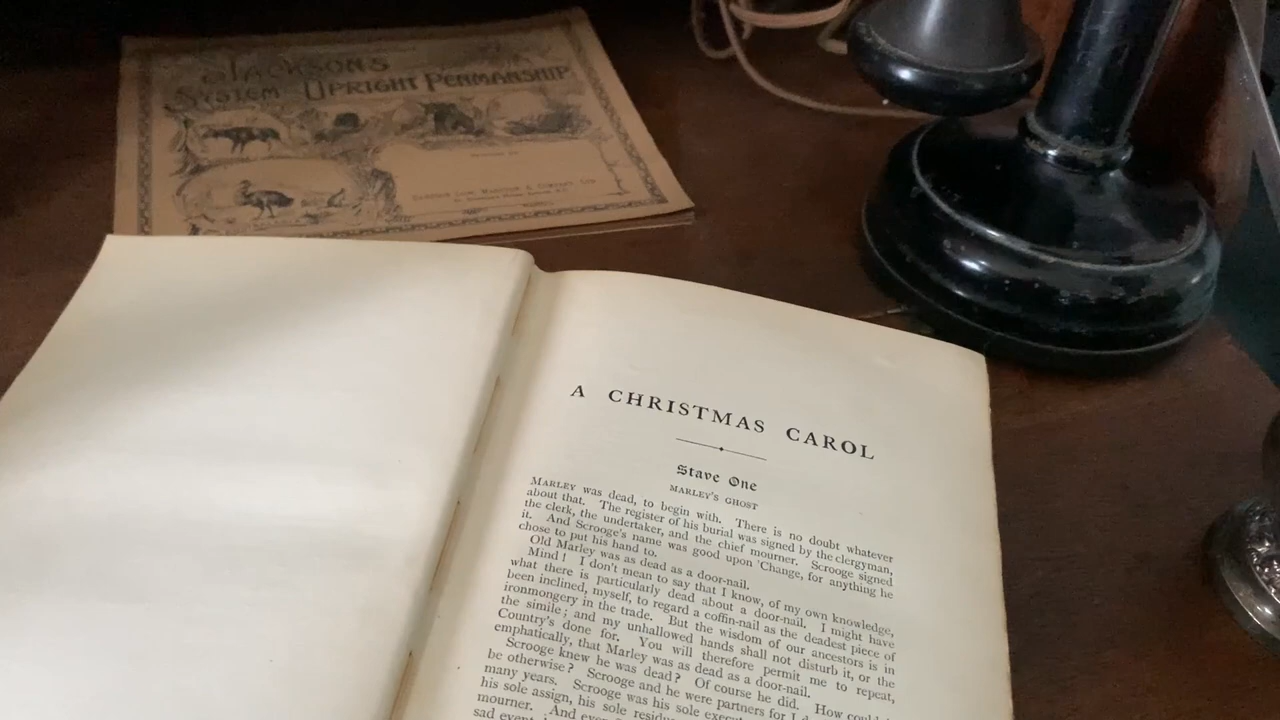 JACKSON'S
SYSTEM OF UPRIGHT PENMANSHIP
SAMPSON LOW, MARSTON & COMPANY, LTD
A CHRISTMAS CAROL
Stave One
MARLEY'S GHOST
MARLEY was dead, to begin with. There is no doubt whatever
about that. The register of his burial was signed by the clergyman,
the clerk, the undertaker, and the chief mourner. Scrooge signed
it. And Scrooge's name was good upon 'Change, for anything he
chose to put his hand to.
Old Marley was as dead as a door-nail.
Mind! I don't mean to say that I know, of my own knowledge,
what there is particularly dead about a door-nail. I might have
been inclined, myself, to regard a coffin-nail as the deadest piece of
ironmongery in the trade. But the wisdom of our ancestors is in
the simile; and my unhallowed hands shall not disturb it, or the
Country's done for. You will therefore permit me to repeat,
emphatically, that Marley was as dead as a door-nail.
Scrooge knew he was dead? Of course he did. How could
be otherwise? Scrooge and he were partners for I
many years. Scrooge was his sole
his sole assign, his sole
mourner. And
sad